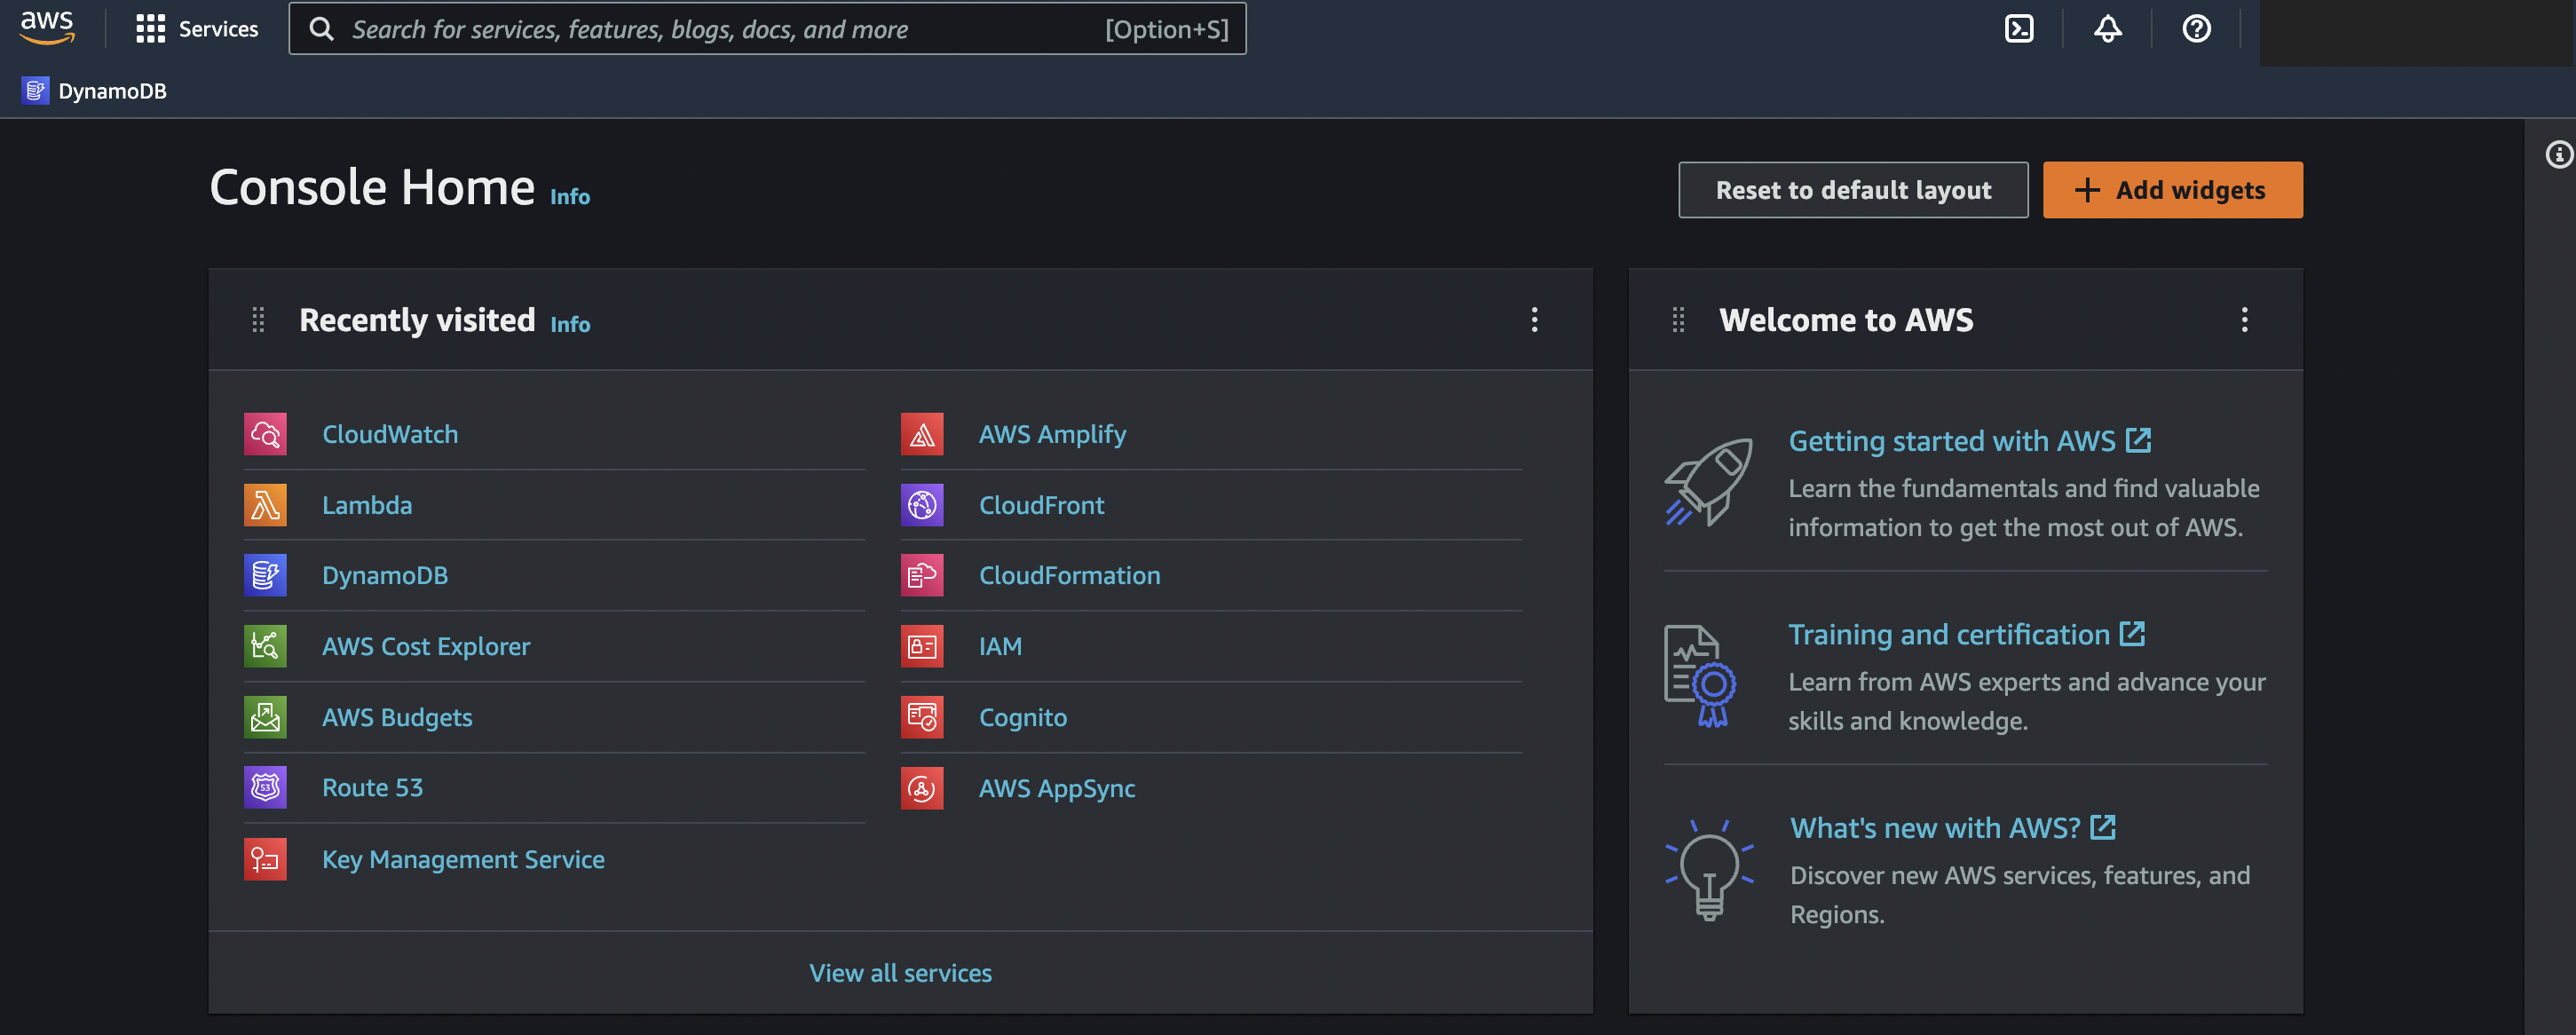 aws
Services
Search for services, features, blogs, docs, and more
[Option+S]
DynamoDB
Console Home Info
Reset to default layout
Add widgets
Recently visited Info
CloudWatch
Lambda
DynamoDB
AWS Cost Explorer
AWS Budgets
Route 53
53
Key Management Service
AWS Amplify
CloudFront
CloudFormation
IAM
Cognito
AWS AppSync
View all services
Welcome to AWS
Getting started with AWS
Learn the fundamentals and find valuable
information to get the most out of AWS.
Training and certification
Learn from AWS experts and advance your
skills and knowledge.
What's new with AWS?
Discover new AWS services, features, and
Regions.